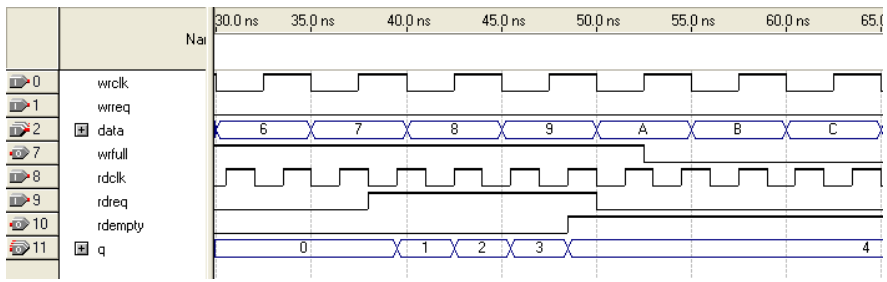 30.0 ns 35.0 ns 40.0 ns 45.0 ns 50.0 ns 55.0 ns 60.0 ns 65.
Nai
0 wrclk
1 wrreq
2 data 6 7 8 9 A B C
7 wrfull
8 rdclk
9 rdreq
10 rdempty
11 q 0 1 2 3 4